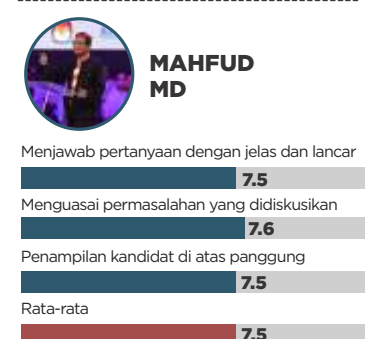 MAHFUD
MD
Menjawab pertanyaan dengan jelas dan lancar
7.5
Menguasai permasalahan yang didiskusikan
7.6
Penampilan kandidat di atas panggung
7.5
Rata-rata
7.5